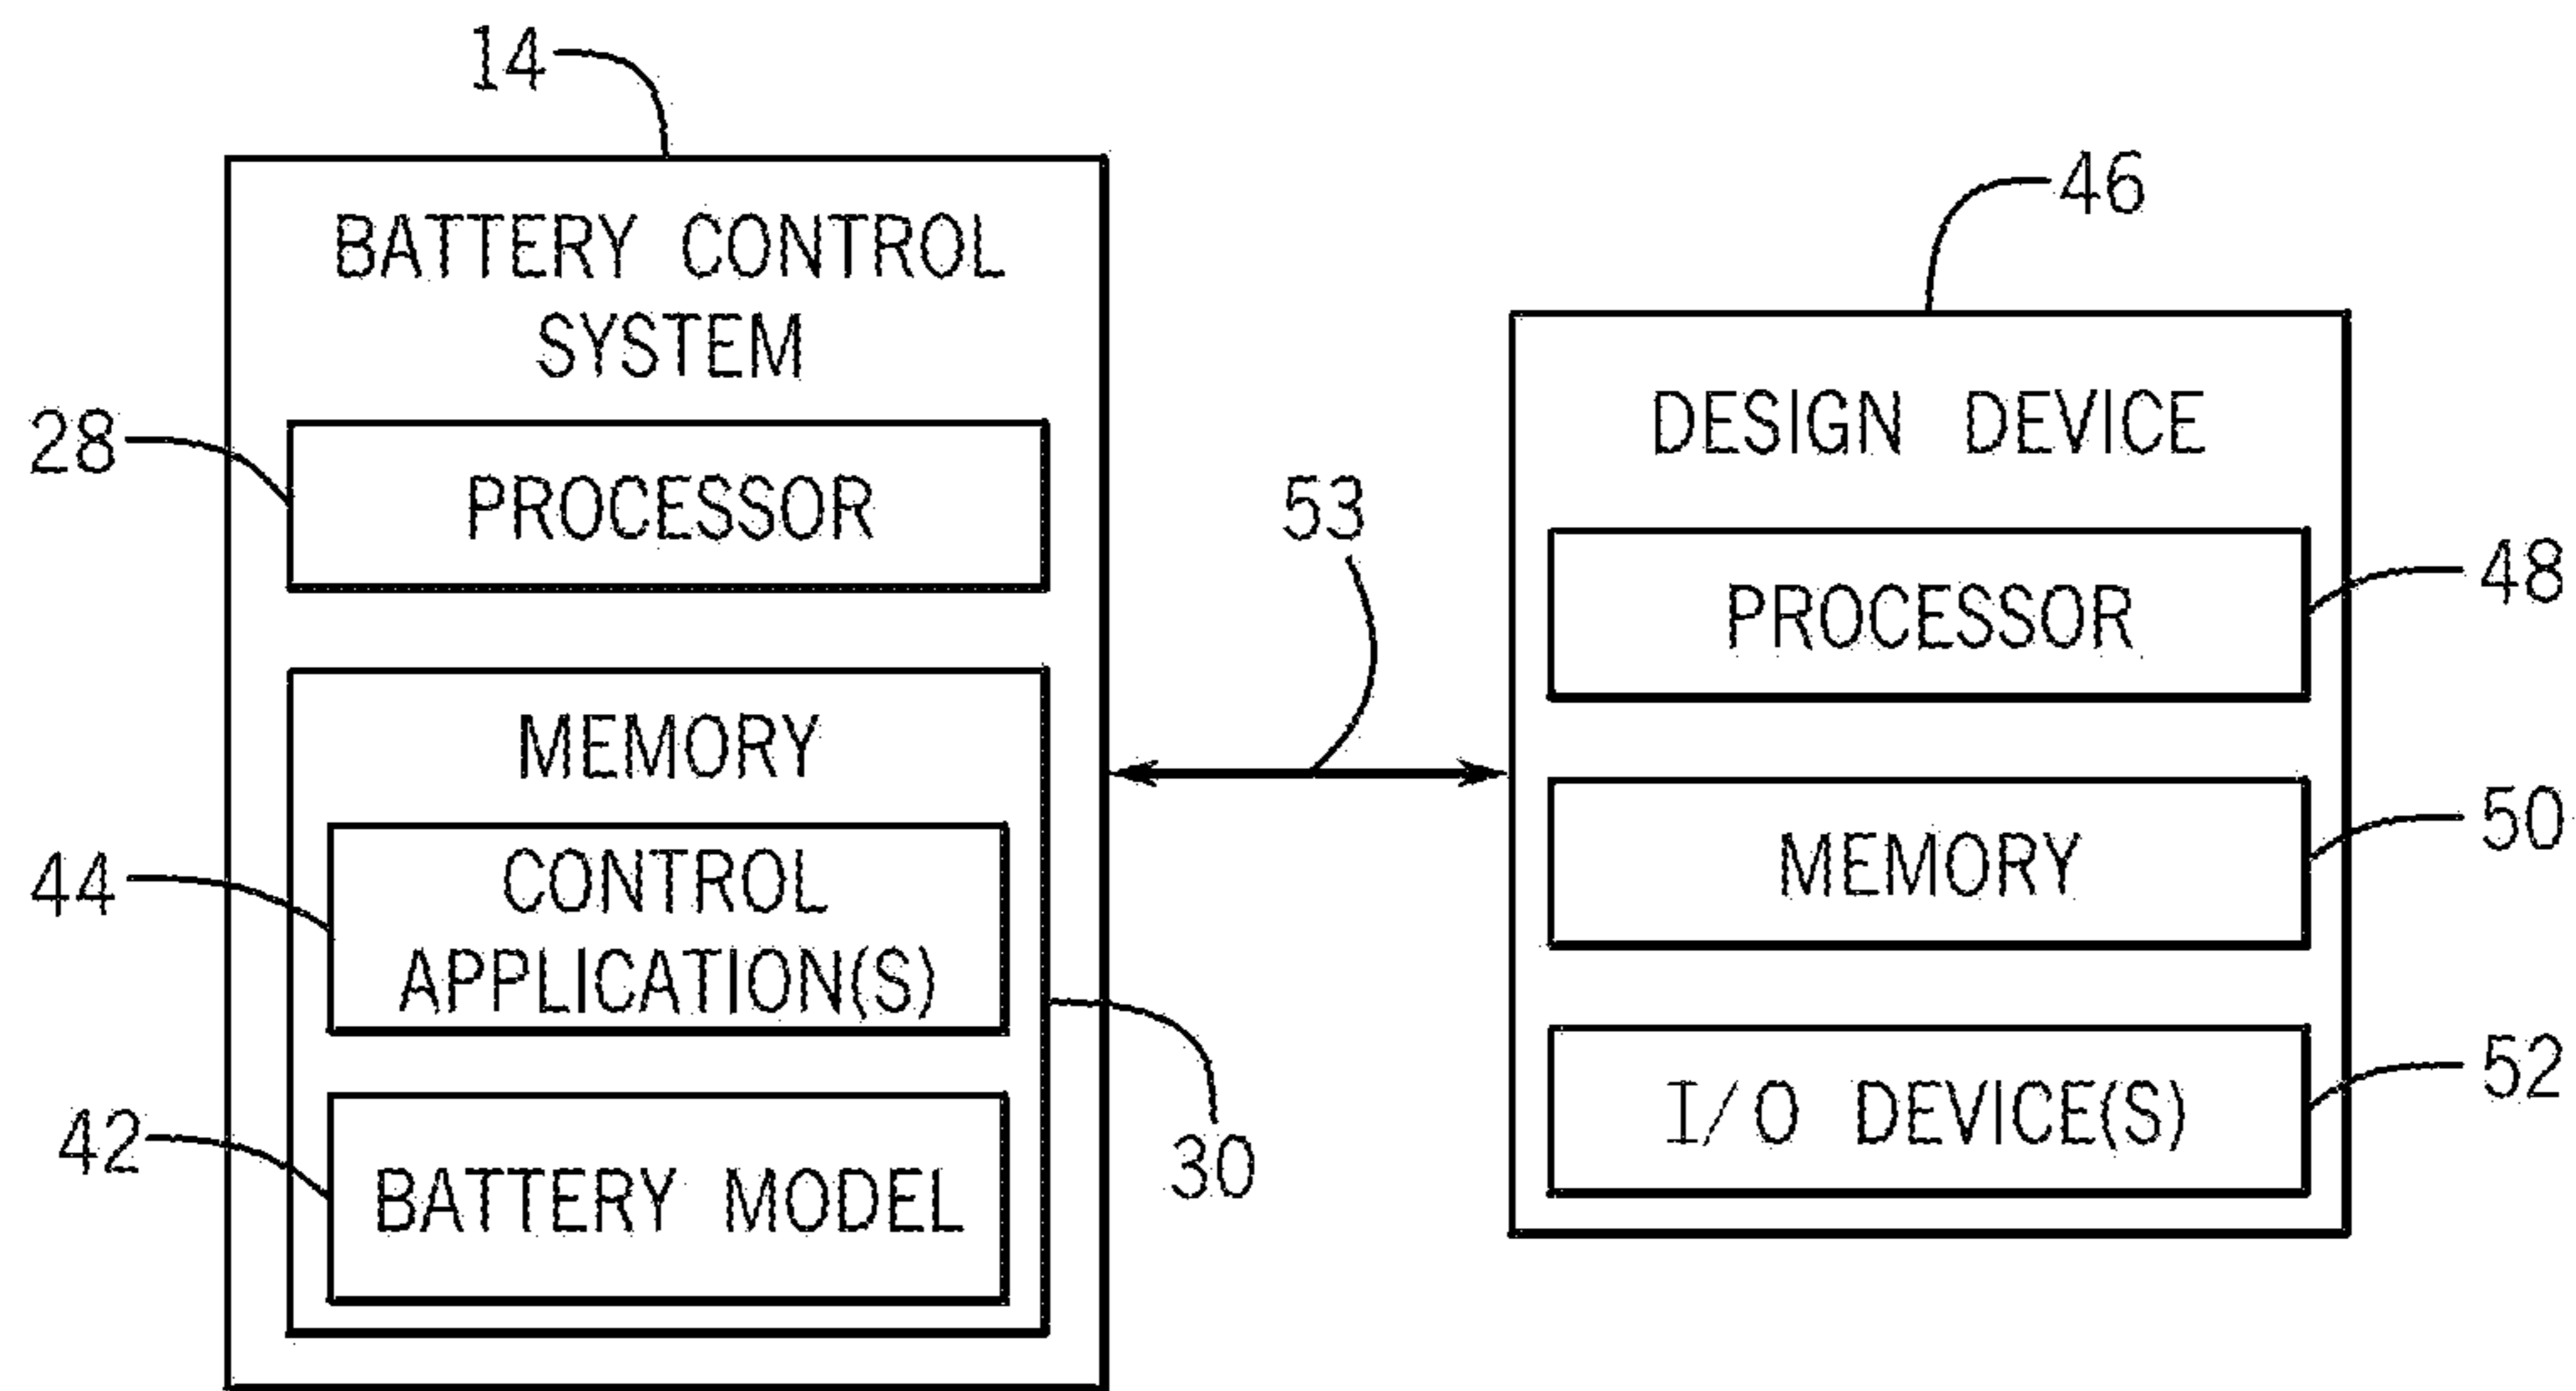 14
46
BATTERY CONTROL
SYSTEM
28
PROCESSOR
MEMORY
44
CONTROL
APPLICATION(S)
42
BATTERY MODEL
30
53
DESIGN DEVICE
PROCESSOR
48
MEMORY
50
I/O DEVICE(S)
52